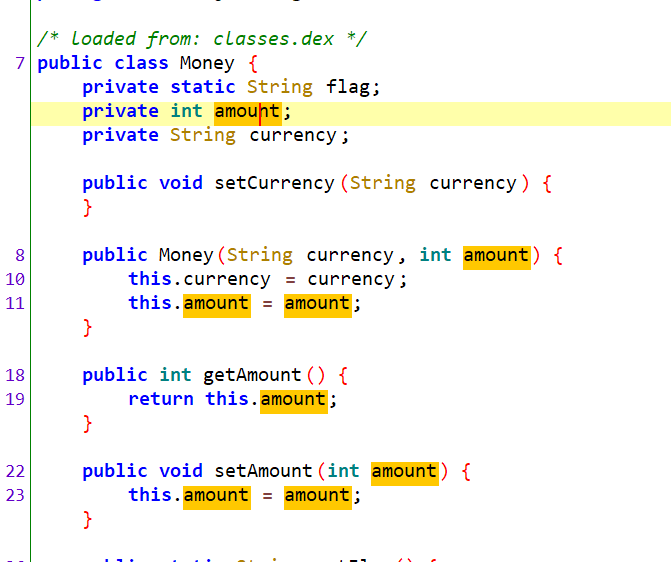 /* loaded from: classes.dex */
7 public class Money {
private static String flag;
private int amount;
private String currency;
public void setCurrency(String currency) {
}
8 public Money(String currency, int amount) {
10 this.currency = currency;
11 this.amount = amount;
}
18 public int getAmount() {
19 return this.amount;
}
22 public void setAmount(int amount) {
23 this.amount = amount;
}